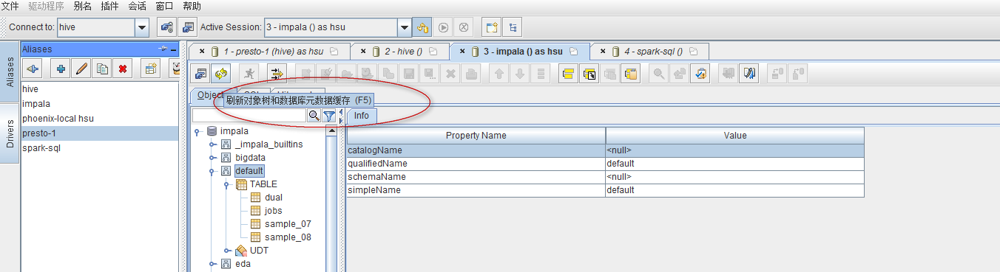 文件 驱动程序 别名 插件 会话 窗口 帮助
Connect to: hive Active Session: 3 - impala () as hsu
Aliases
Drivers
Aliases
hive
impala
phoenix-local hsu
presto-1
spark-sql
1 - presto-1 (hive) as hsu 2 - hive () 3 - impala () as hsu 4 - spark-sql ()
刷新对象树和数据库元数据缓存 (F5)
Info
impala
_impala_builtins
bigdata
default
TABLE
dual
jobs
sample_07
sample_08
UDT
eda
Property Name Value
catalogName <null>
qualifiedName default
schemaName <null>
simpleName default